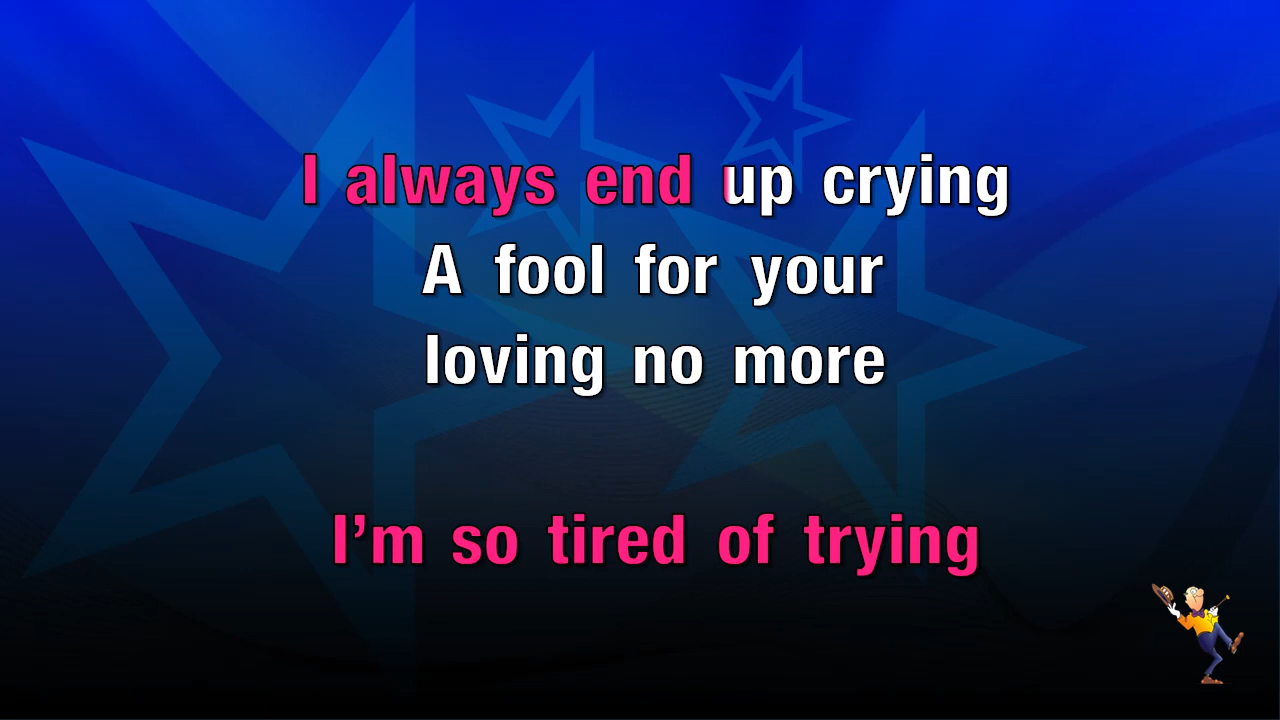 I always end up crying
A fool for your
loving no more
I'm so tired of trying